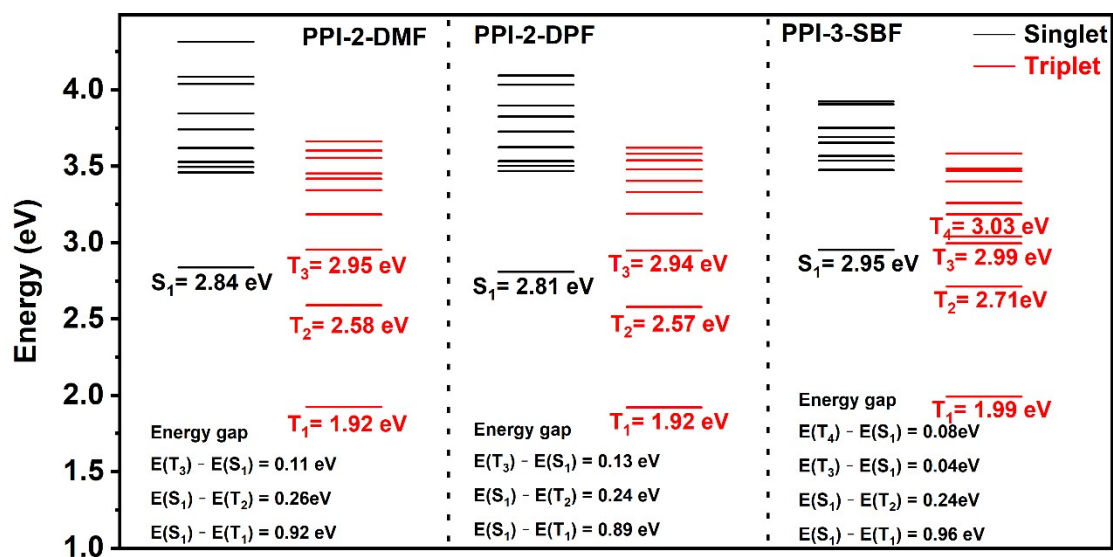 PPI-2-DMF
PPI-2-DPF
PPI-3-SBF
Singlet
Triplet
Energy (eV)
4.0
3.5
3.0
2.5
2.0
1.5
1.0
S₁= 2.84 eV
T₃= 2.95 eV
T₂= 2.58 eV
T₁= 1.92 eV
Energy gap
E(T₃) - E(S₁) = 0.11 eV
E(S₁) - E(T₂) = 0.26eV
E(S₁) - E(T₁) = 0.92 eV
S₁= 2.81 eV
T₃= 2.94 eV
T₂= 2.57 eV
T₁= 1.92 eV
Energy gap
E(T₃) - E(S₁) = 0.13 eV
E(S₁) - E(T₂) = 0.24 eV
E(S₁) - E(T₁) = 0.89 eV
S₁= 2.95 eV
T₄= 3.03 eV
T₃= 2.99 eV
T₂= 2.71eV
T₁= 1.99 eV
Energy gap
E(T₄) - E(S₁) = 0.08eV
E(T₃) - E(S₁) = 0.04eV
E(S₁) - E(T₂) = 0.24eV
E(S₁) - E(T₁) = 0.96 eV